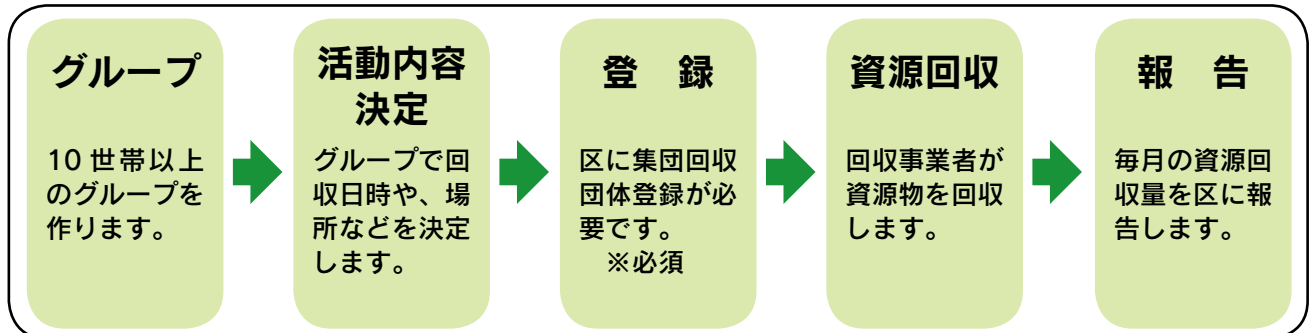 グループ
10世帯以上
のグループを
作ります。
活動内容
決定
グループで回
収日時や、場
所などを決定
します。
登　録
区に集団回収
団体登録が必
要です。
※必須
資源回収
回収事業者が
資源物を回収
します。
報　告
毎月の資源回
収量を区に報
告します。